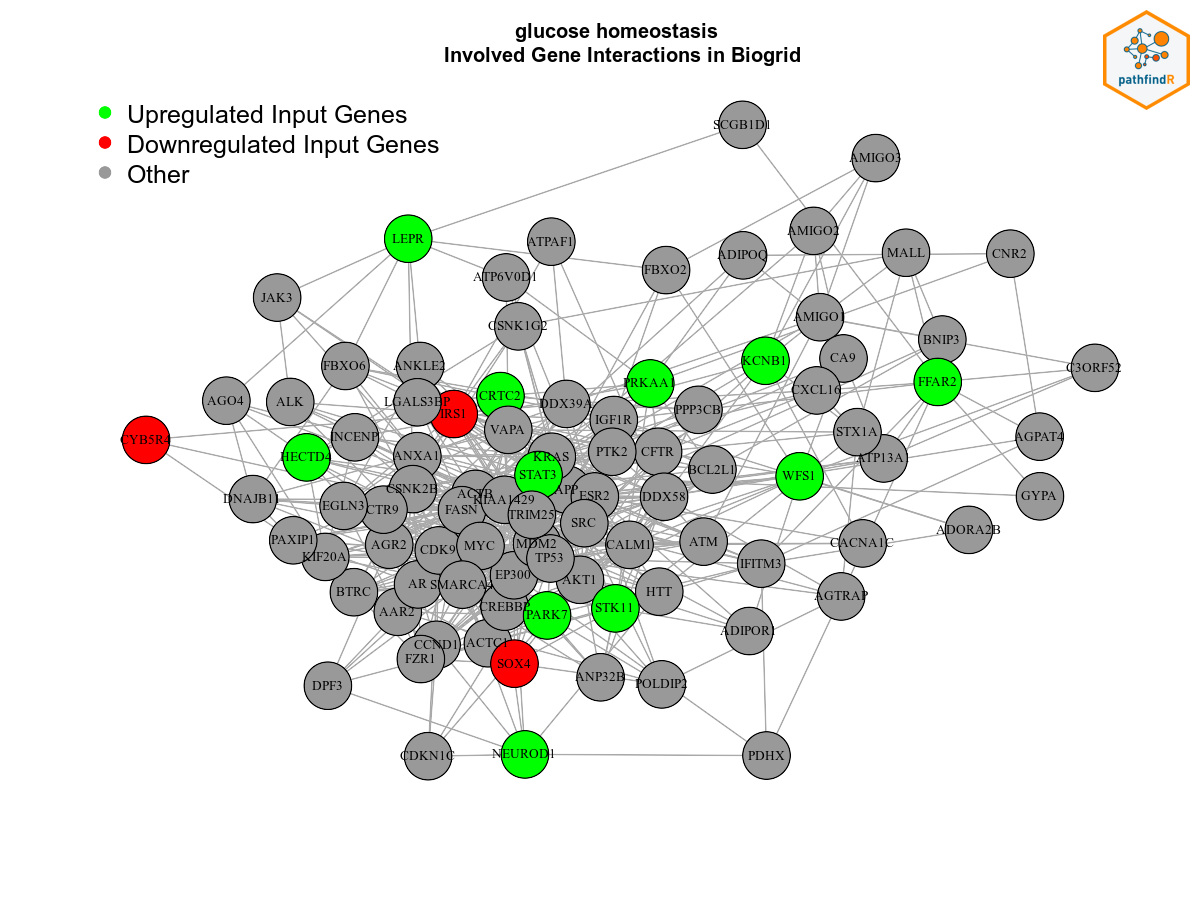 glucose homeostasis
Involved Gene Interactions in Biogrid
pathfindR
Upregulated Input Genes
Downregulated Input Genes
Other
SCGB1D1
AMIGO3
AMIGO2
LEPR
ATPAF1
ADIPOQ
MALL
CNR2
FBXO2
ATP6V0D1
JAK3
AMIGO1
CSNK1G2
BNIP3
CA9
KCNB1
FBXO6
ANKLE2
C3ORF52
PRKAA1
FFAR2
CXCL16
CRTC2
AGO4
ALK
LGALS3BP
DDX39A
PPP3CB
IRS1
IGF1R
VAPA
STX1A
CYB5R4
INCENP
AGPAT4
PTK2
CFTR
HECTD4
ANXA1
KRAS
ATP13A
BCL2L1
STAT3
WFS1
CSNK2B
APP
ACTB
ESR2
DDX58
GYPA
DNAJB11
KIAA1429
EGLN3
CTR9
FASN
TRIM25
SRC
ADORA2B
PAXIP1
AGR2
MYC
MDM2
CALM1
ATM
CACNA1C
CDK9
KIF20A
TP53
IFITM3
EP300
AKT1
AR
SMARCA4
BTRC
HTT
AGTRAP
CREBBP
STK11
AAR2
PARK7
ADIPOR1
CCND1
ACTC1
FZR1
SOX4
ANP32B
POLDIP2
DPF3
CDKN1C
NEUROD1
PDHX